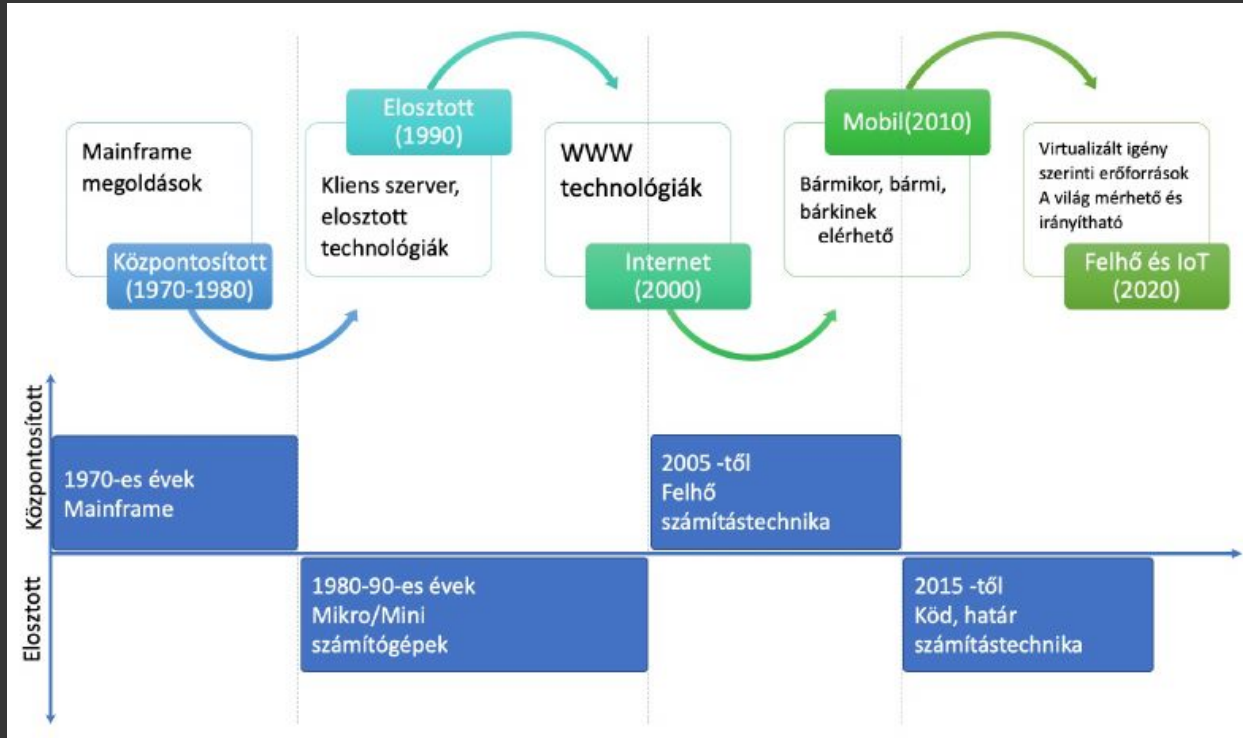 Mainframe
megoldások
Központosított
(1970-1980)
Elosztott
(1990)
Kliens szerver,
elosztott
technológiák
WWW
technológiák
Internet
(2000)
Mobil(2010)
Bármikor, bármi,
bárkinek
elérhető
Virtualizált igény
szerinti erőforrások
A világ mérhető és
irányítható
Felhő és IoT
(2020)
Központosított
Elosztott
1970-es évek
Mainframe
1980-90-es évek
Mikro/Mini
számítógépek
2005 -től
Felhő
számítástechnika
2015 -től
Köd, határ
számítástechnika